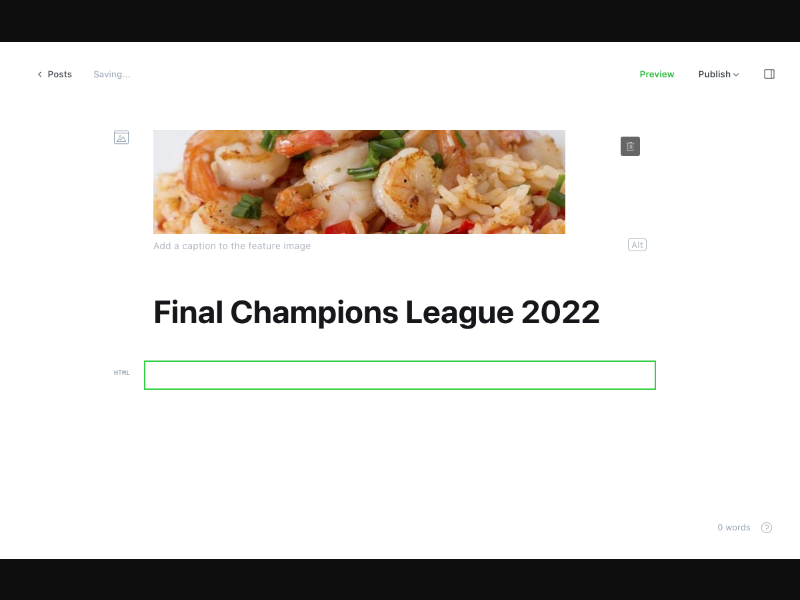 Posts
Saving...
Preview
Publish
Add a caption to the feature image
Alt
Final Champions League 2022
HTML
0 words
?